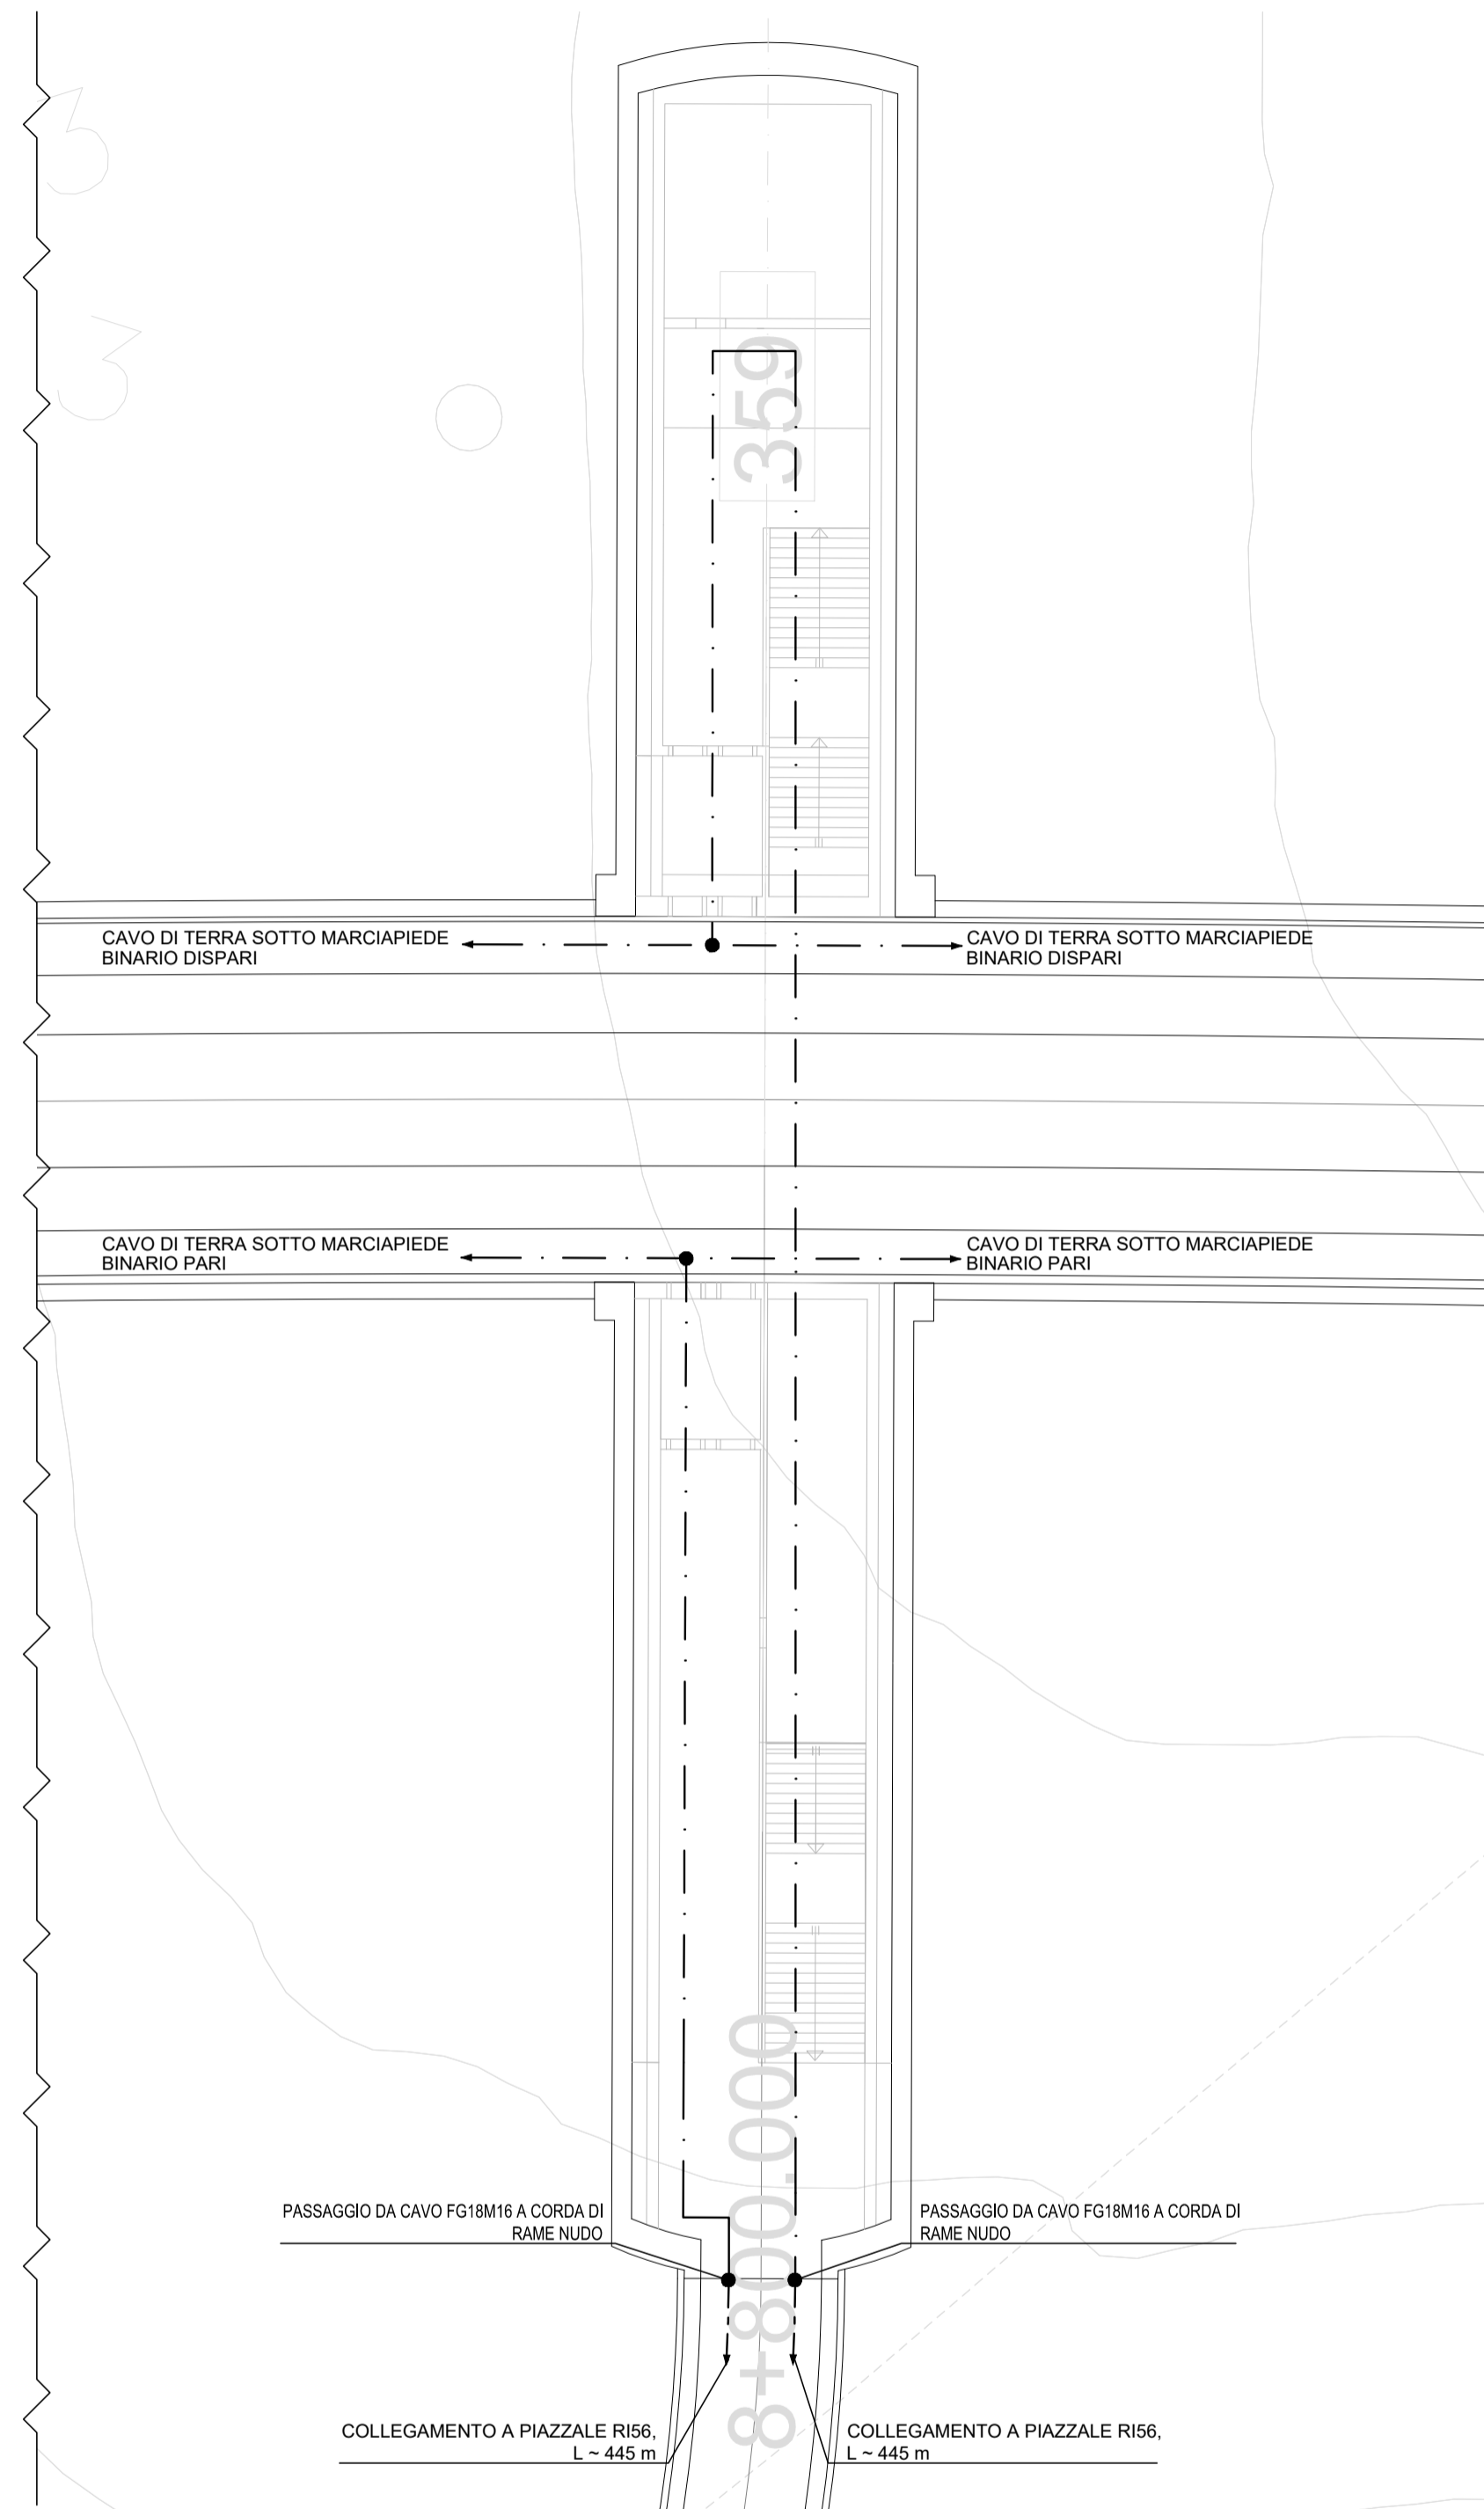 359
CAVO DI TERRA SOTTO MARCIAPIEDE
BINARIO DISPARI
CAVO DI TERRA SOTTO MARCIAPIEDE
BINARIO DISPARI
CAVO DI TERRA SOTTO MARCIAPIEDE
BINARIO PARI
CAVO DI TERRA SOTTO MARCIAPIEDE
BINARIO PARI
PASSAGGIO DA CAVO FG18M16 A CORDA DI
RAME NUDO
PASSAGGIO DA CAVO FG18M16 A CORDA DI
RAME NUDO
8+800.000
COLLEGAMENTO A PIAZZALE RI56,
L ~ 445 m
COLLEGAMENTO A PIAZZALE RI56,
L ~ 445 m